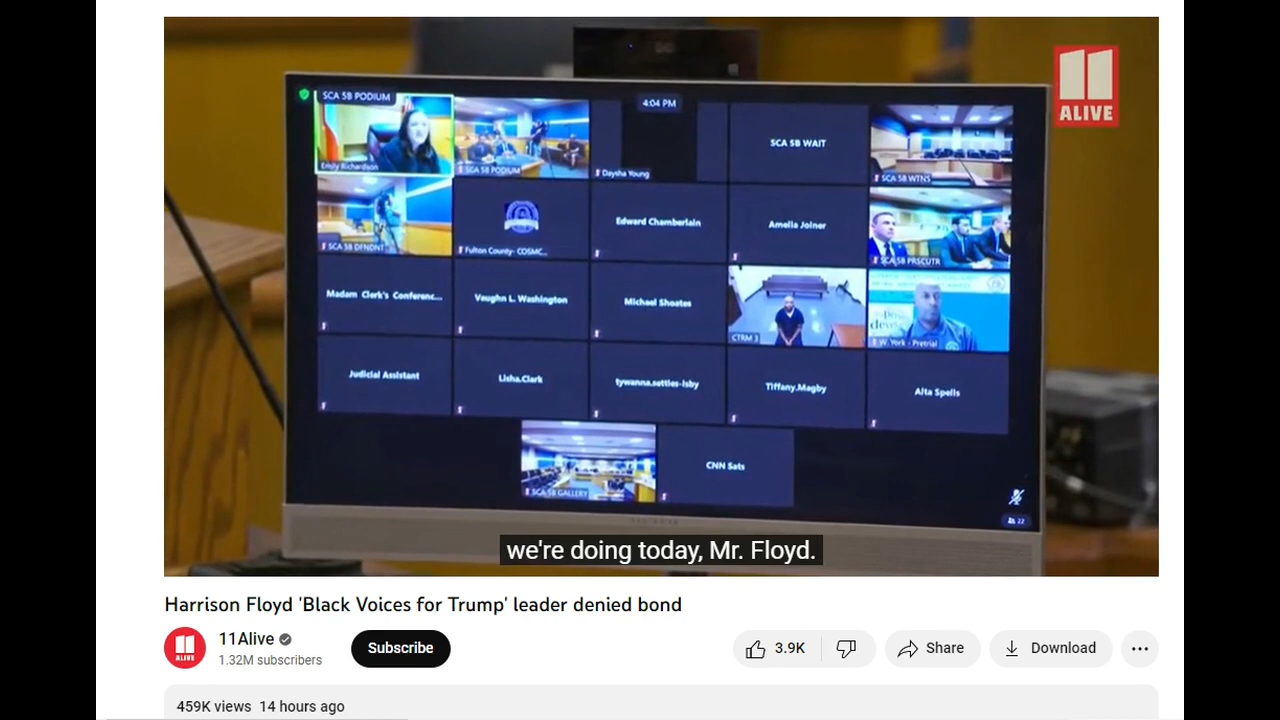 SCA 5B PODIUM
4:04 PM
11
ALIVE
Emily Richardson
SCA 5B PODIUM
Daysha Young
SCA 5B WAIT
SCA 5B WTNS
SCA 5B DFNDNT
Fulton County- COSMC...
Edward Chamberlain
Amelia Joiner
SCA 5B PRSCUTR
Madam Clerk's Conferenc...
Vaughn L. Washington
Michael Shoates
CTRM 3
W. York - Pretrial
Judicial Assistant
Lisha.Clark
tywanna.settles-isby
Tiffany.Magby
Alta Spells
SCA 5B GALLERY
CNN Sats
22
we're doing today, Mr. Floyd.
Harrison Floyd 'Black Voices for Trump' leader denied bond
11Alive
1.32M subscribers
Subscribe
3.9K
Share
Download
459K views 14 hours ago